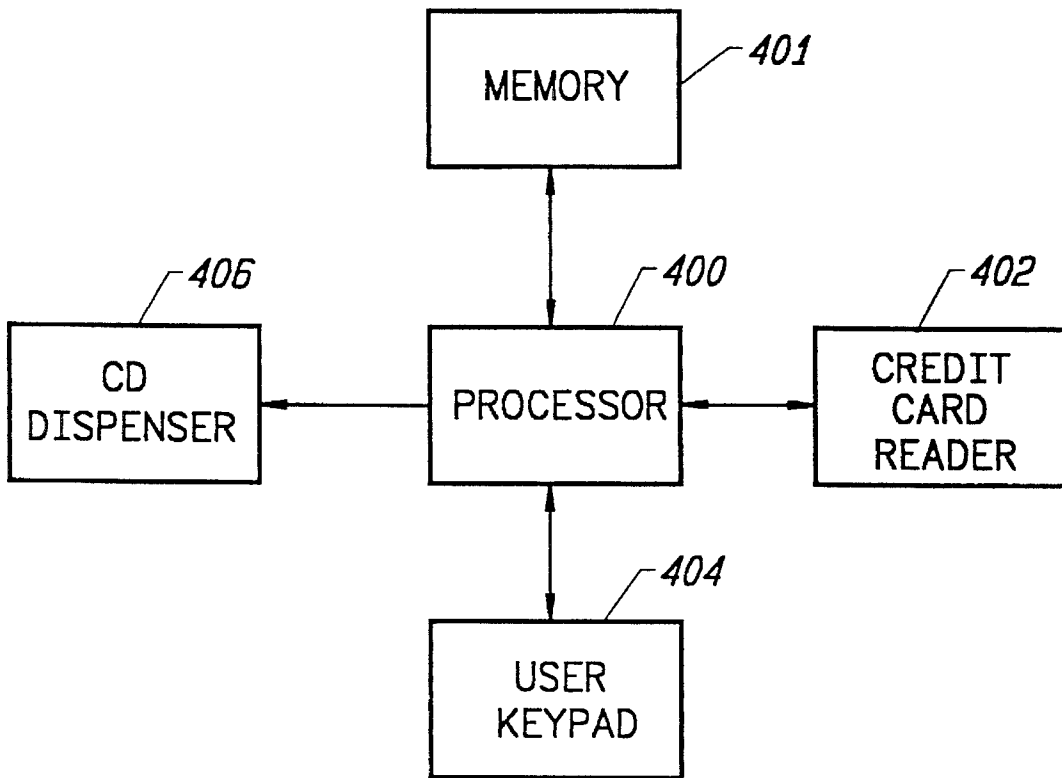 401
MEMORY
406
400
402
CD
DISPENSER
PROCESSOR
CREDIT
CARD
READER
404
USER
KEYPAD